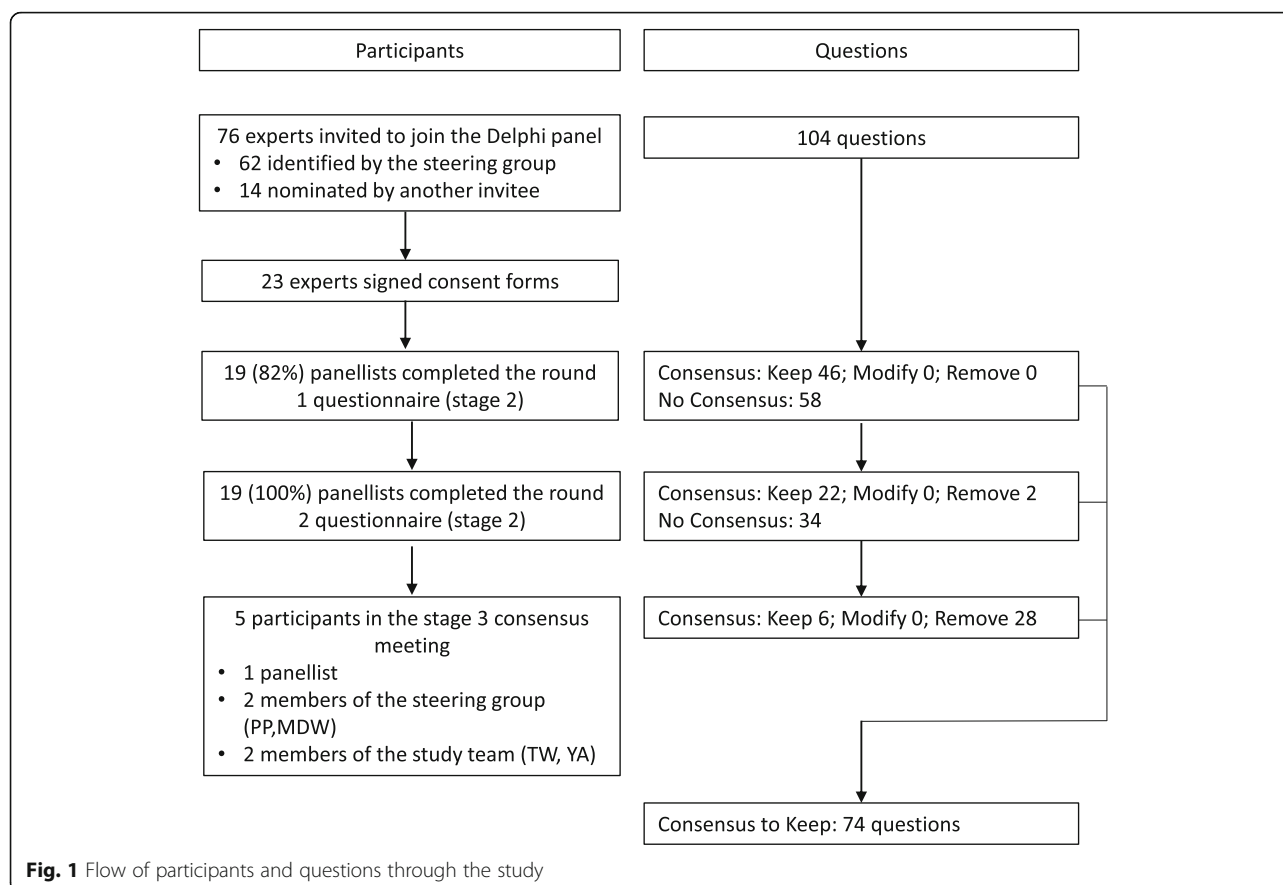 Participants
Questions
76 experts invited to join the Delphi panel
• 62 identified by the steering group
• 14 nominated by another invitee
104 questions
23 experts signed consent forms
19 (82%) panellists completed the round
1 questionnaire (stage 2)
Consensus: Keep 46; Modify 0; Remove 0
No Consensus: 58
19 (100%) panellists completed the round
2 questionnaire (stage 2)
Consensus: Keep 22; Modify 0; Remove 2
No Consensus: 34
5 participants in the stage 3 consensus
meeting
• 1 panellist
• 2 members of the steering group
(PP,MDW)
• 2 members of the study team (TW, YA)
Consensus: Keep 6; Modify 0; Remove 28
Consensus to Keep: 74 questions
Fig. 1 Flow of participants and questions through the study